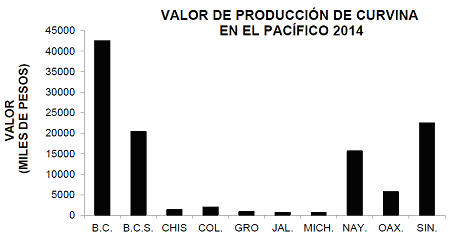 VALOR DE PRODUCCIÓN DE CURVINA
EN EL PACÍFICO 2014
VALOR
(MILES DE PESOS)
45000
40000
35000
30000
25000
20000
15000
10000
5000
0
B.C. B.C.S. CHIS COL. GRO JAL. MICH. NAY. OAX. SIN.